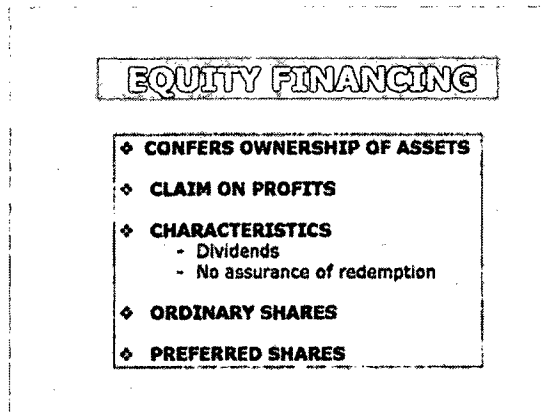 EQUITY FINANCING
❖ CONFERS OWNERSHIP OF ASSETS
❖ CLAIM ON PROFITS
❖ CHARACTERISTICS
- Dividends
- No assurance of redemption
❖ ORDINARY SHARES
❖ PREFERRED SHARES